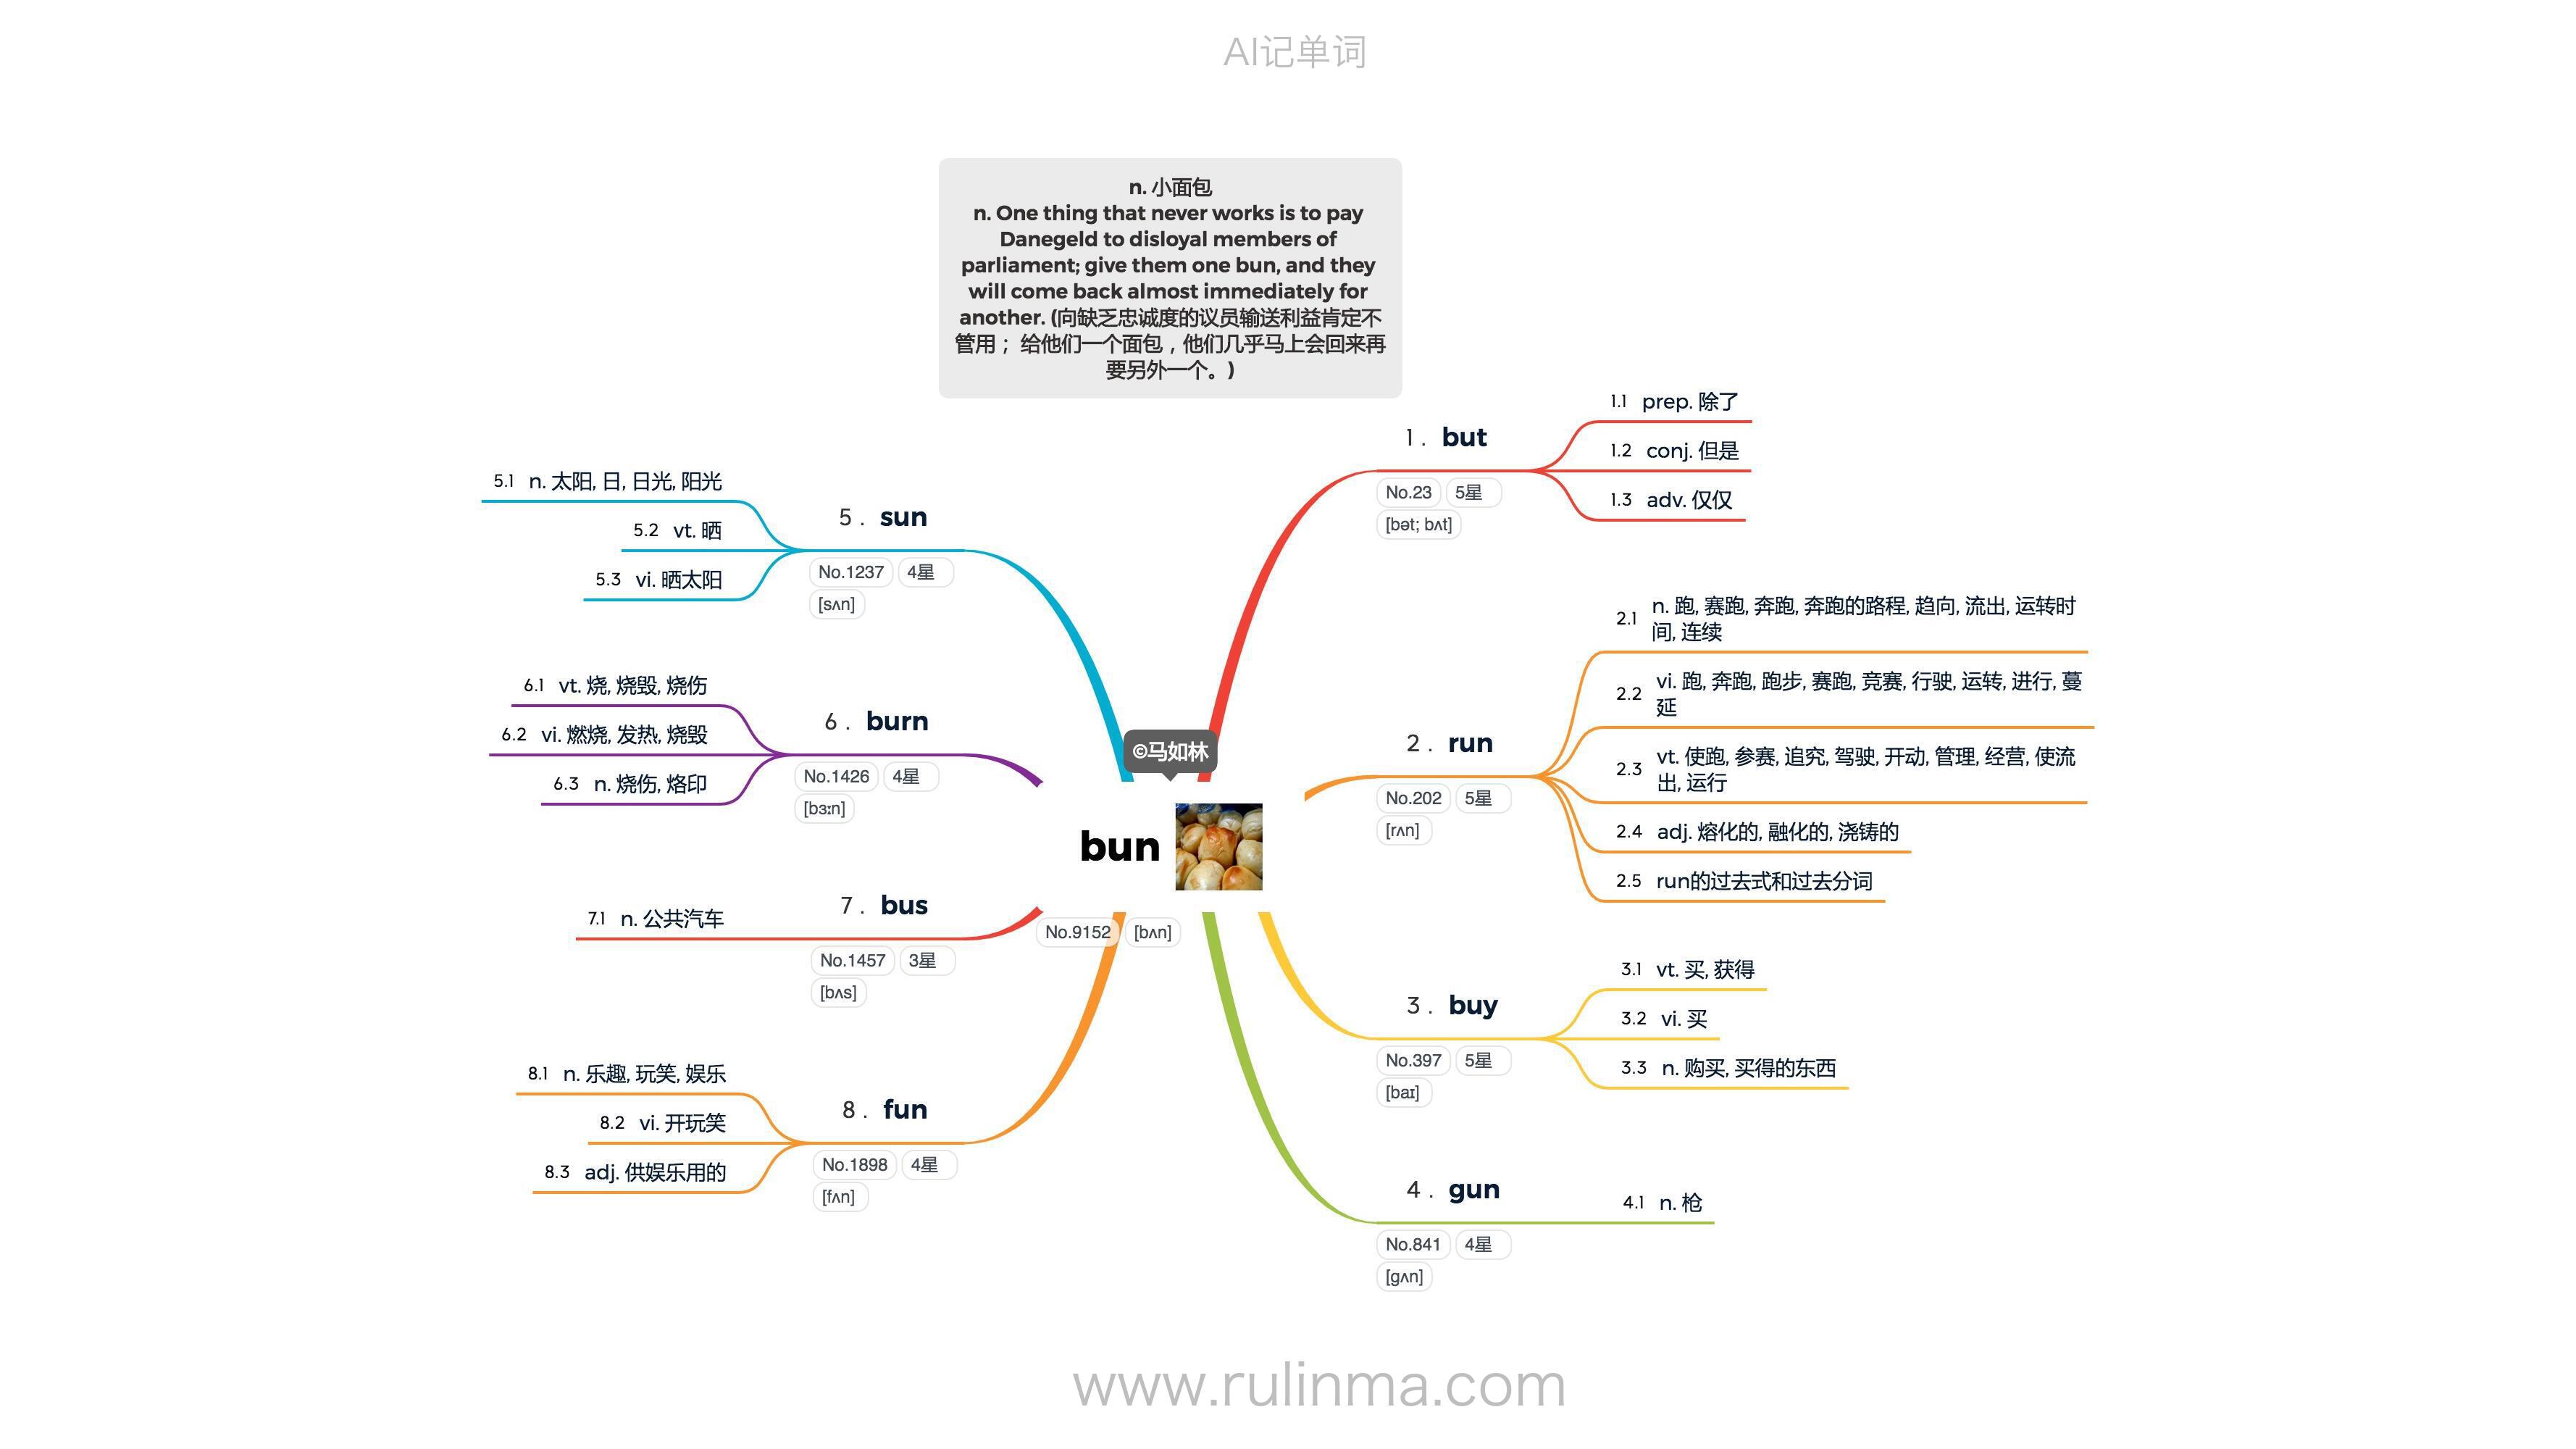 AI记单词
n. 小面包
n. One thing that never works is to pay
Danegeld to disloyal members of
parliament; give them one bun, and they
will come back almost immediately for
another. (向缺乏忠诚度的议员输送利益肯定不
管用； 给他们一个面包，他们几乎马上会回来再
要另外一个。)
©马如林
bun
No.9152 [bʌn]
1. but
No.23 5星
[bət; bʌt]
1.1 prep. 除了
1.2 conj. 但是
1.3 adv. 仅仅
2. run
No.202 5星
[rʌn]
2.1 n. 跑, 赛跑, 奔跑, 奔跑的路程, 趋向, 流出, 运转时
间, 连续
2.2 vi. 跑, 奔跑, 跑步, 赛跑, 竞赛, 行驶, 运转, 进行, 蔓
延
2.3 vt. 使跑, 参赛, 追究, 驾驶, 开动, 管理, 经营, 使流
出, 运行
2.4 adj. 熔化的, 融化的, 浇铸的
2.5 run的过去式和过去分词
3. buy
No.397 5星
[baɪ]
3.1 vt. 买, 获得
3.2 vi. 买
3.3 n. 购买, 买得的东西
4. gun
No.841 4星
[gʌn]
4.1 n. 枪
5. sun
No.1237 4星
[sʌn]
5.1 n. 太阳, 日, 日光, 阳光
5.2 vt. 晒
5.3 vi. 晒太阳
6. burn
No.1426 4星
[bɜːn]
6.1 vt. 烧, 烧毁, 烧伤
6.2 vi. 燃烧, 发热, 烧毁
6.3 n. 烧伤, 烙印
7. bus
No.1457 3星
[bʌs]
7.1 n. 公共汽车
8. fun
No.1898 4星
[fʌn]
8.1 n. 乐趣, 玩笑, 娱乐
8.2 vi. 开玩笑
8.3 adj. 供娱乐用的
www.rulinma.com